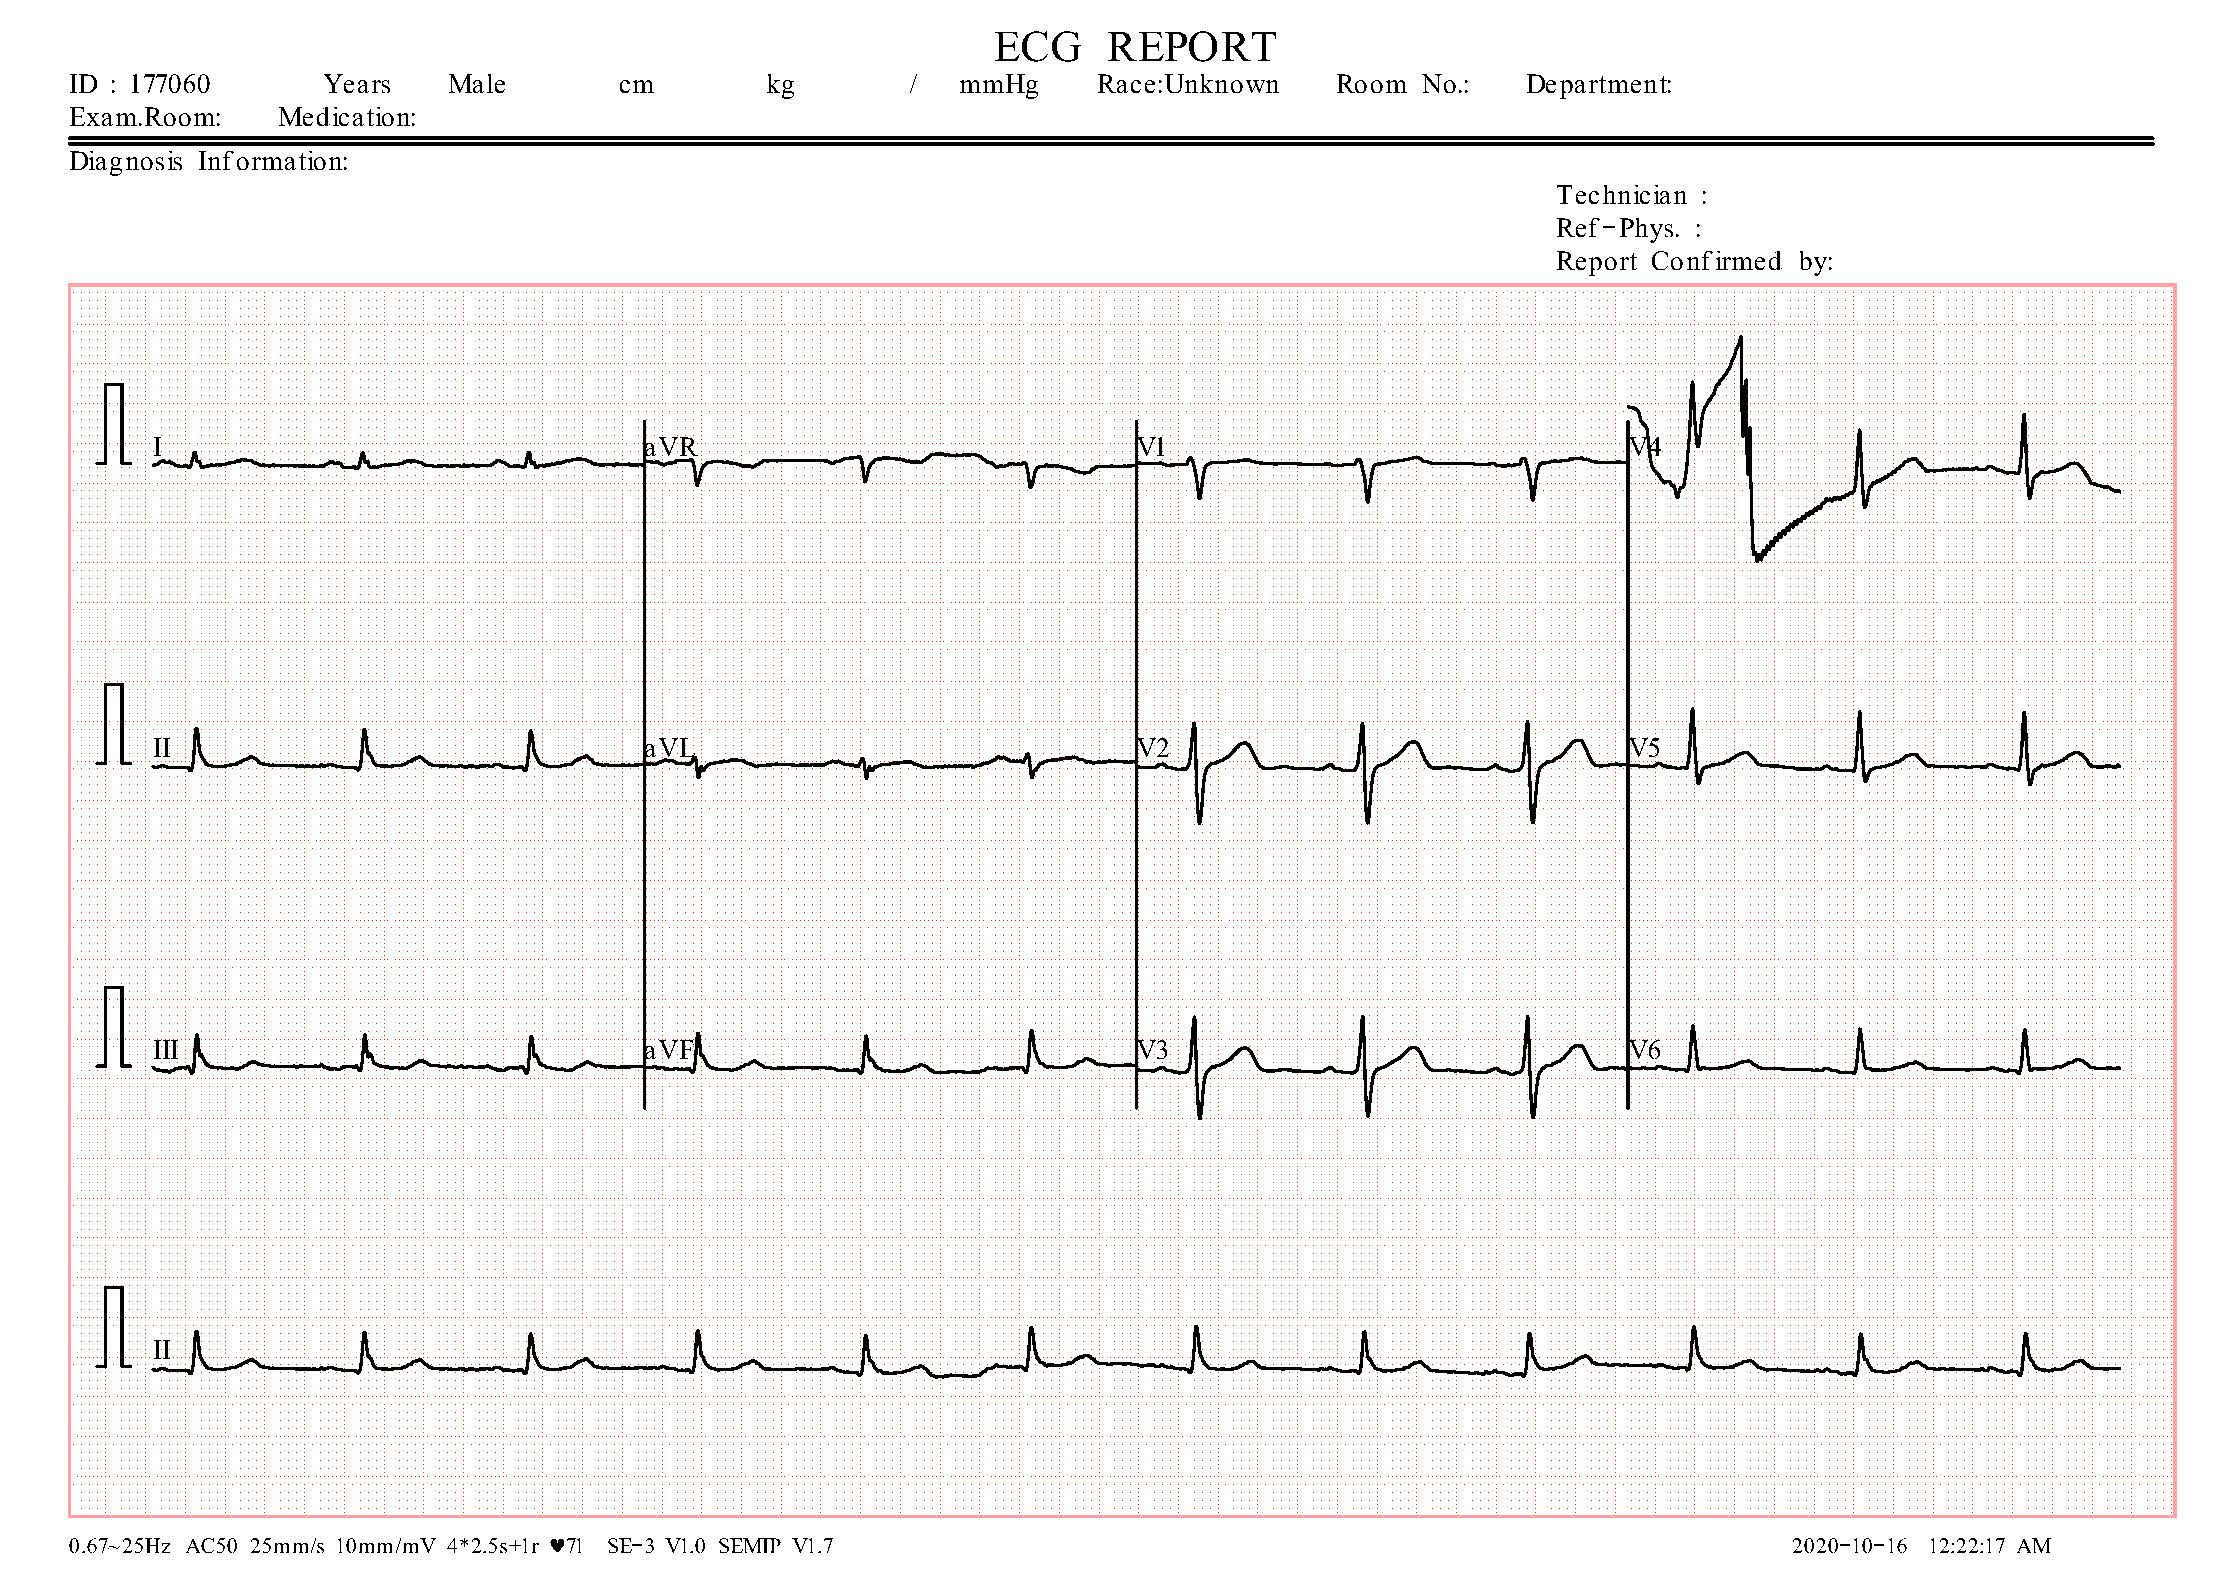 ECG REPORT
ID : 177060 Years Male cm kg / mmHg Race:Unknown Room No.: Department:
Exam.Room: Medication:
Diagnosis Information:
Technician :
Ref-Phys. :
Report Confirmed by:
I aVR V1 V4
II aVL V2 V5
III aVF V3 V6
II
0.67~25Hz AC50 25mm/s 10mm/mV 4*2.5s+1r ♥71 SE-3 V1.0 SEMIP V1.7 2020-10-16 12:22:17 AM